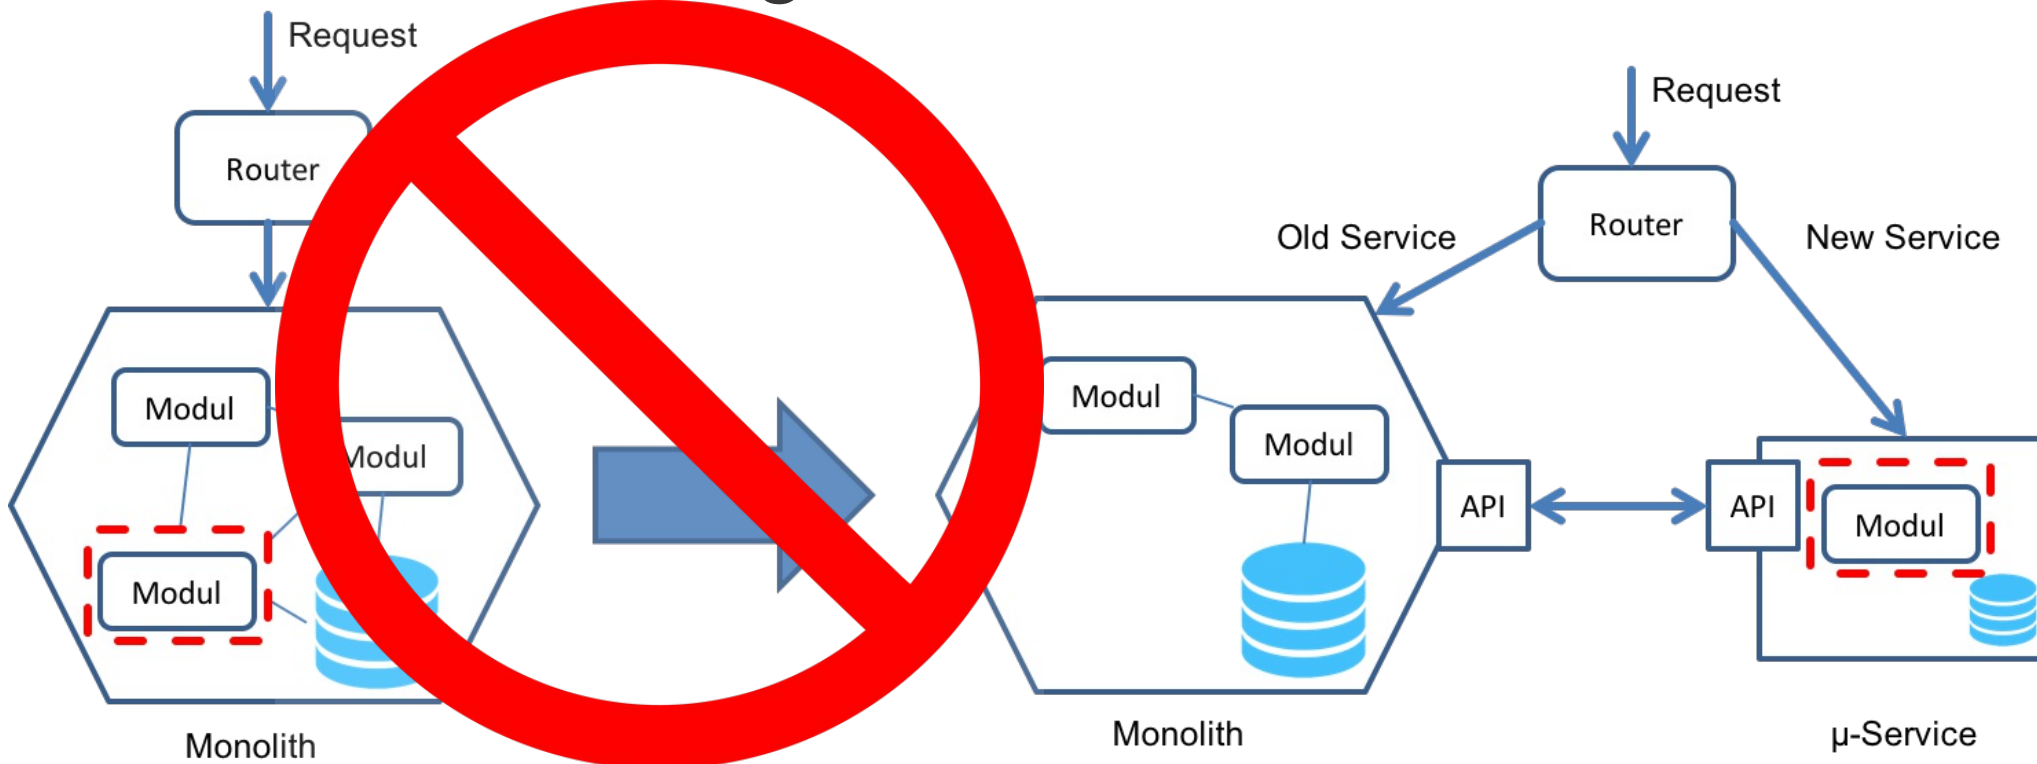 Request
Router
Modul
Modul
Modul
Monolith
Request
Router
Old Service
New Service
Modul
Modul
API
API
Modul
Monolith
µ-Service